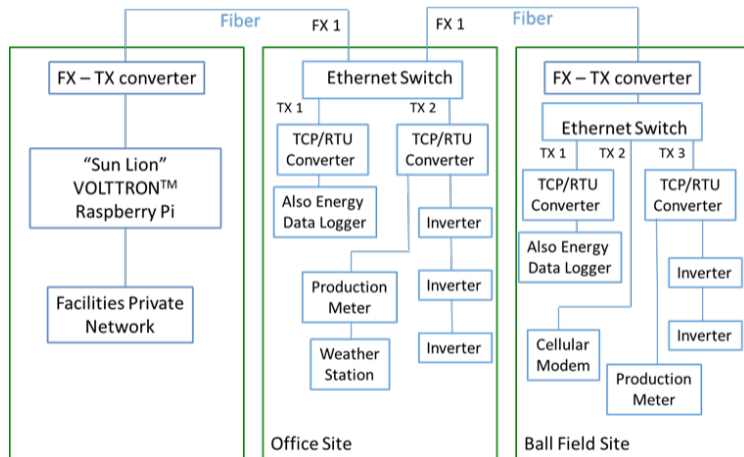 Fiber
FX 1
FX 1
Fiber
FX – TX converter
“Sun Lion”
VOLTTRON™
Raspberry Pi
Facilities Private
Network
Ethernet Switch
TX 1
TX 2
TCP/RTU
Converter
TCP/RTU
Converter
Also Energy
Data Logger
Inverter
Production
Meter
Inverter
Weather
Station
Inverter
Office Site
FX – TX converter
Ethernet Switch
TX 1
TX 2
TX 3
TCP/RTU
Converter
TCP/RTU
Converter
Also Energy
Data Logger
Inverter
Inverter
Cellular
Modem
Production
Meter
Ball Field Site